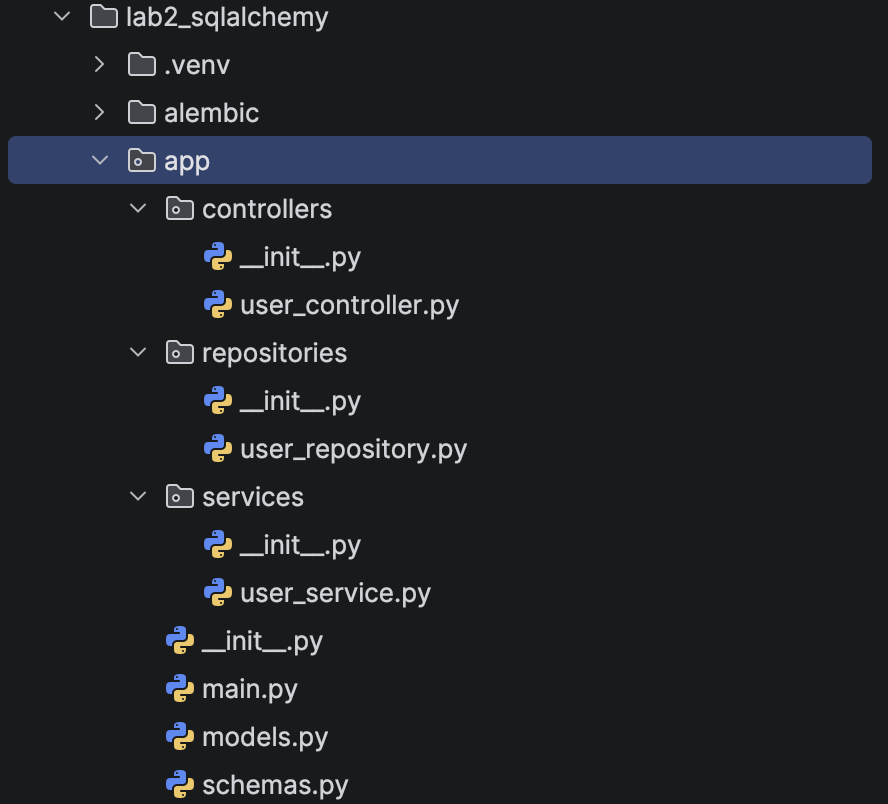 lab2_sqlalchemy
.venv
alembic
app
controllers
__init__.py
user_controller.py
repositories
__init__.py
user_repository.py
services
__init__.py
user_service.py
__init__.py
main.py
models.py
schemas.py